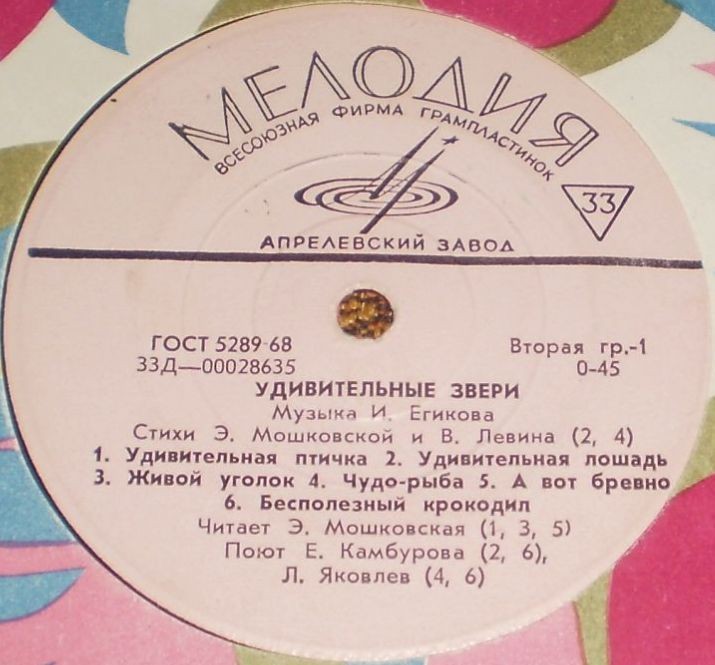 МЕЛОДИЯ
ВСЕСОЮЗНАЯ ФИРМА ГРАМПЛАСТИНОК
33
АПРЕЛЕВСКИЙ ЗАВОД
ГОСТ 5289-68 Вторая гр.-1
33Д—00028635 0-45
УДИВИТЕЛЬНЫЕ ЗВЕРИ
Музыка И. Егикова
Стихи Э. Мошковской и В. Левина (2, 4)
1. Удивительная птичка 2. Удивительная лошадь
3. Живой уголок 4. Чудо-рыба 5. А вот бревно
6. Бесполезный крокодил
Читает Э. Мошковская (1, 3, 5)
Поют Е. Камбурова (2, 6),
Л. Яковлев (4, 6)